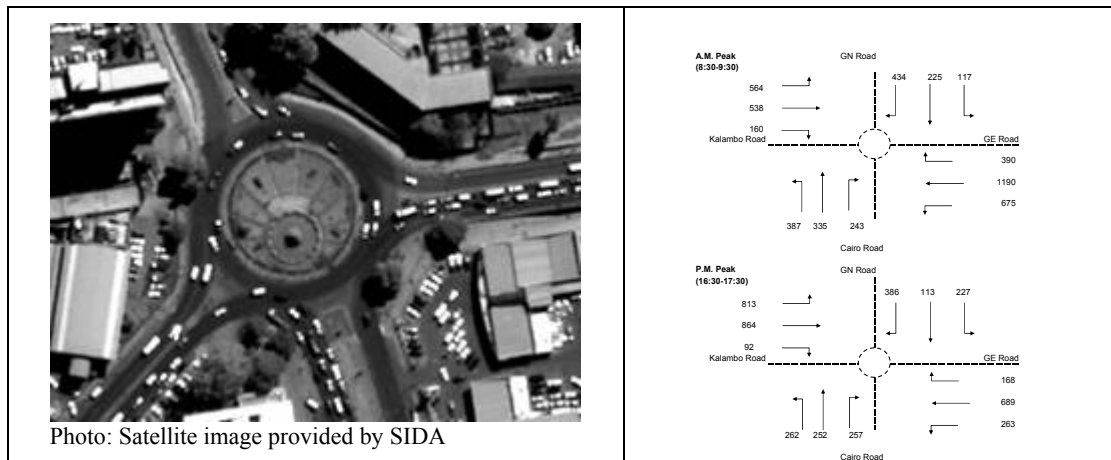 Photo: Satellite image provided by SIDA
A.M. Peak
(8:30-9:30)
GN Road
564
538
160
434 225 117
Kalambo Road
GE Road
390
1190
675
387 335 243
Cairo Road
P.M. Peak
(16:30-17:30)
GN Road
813
864
92
386 113 227
Kalambo Road
GE Road
168
689
263
262 252 257
Cairo Road